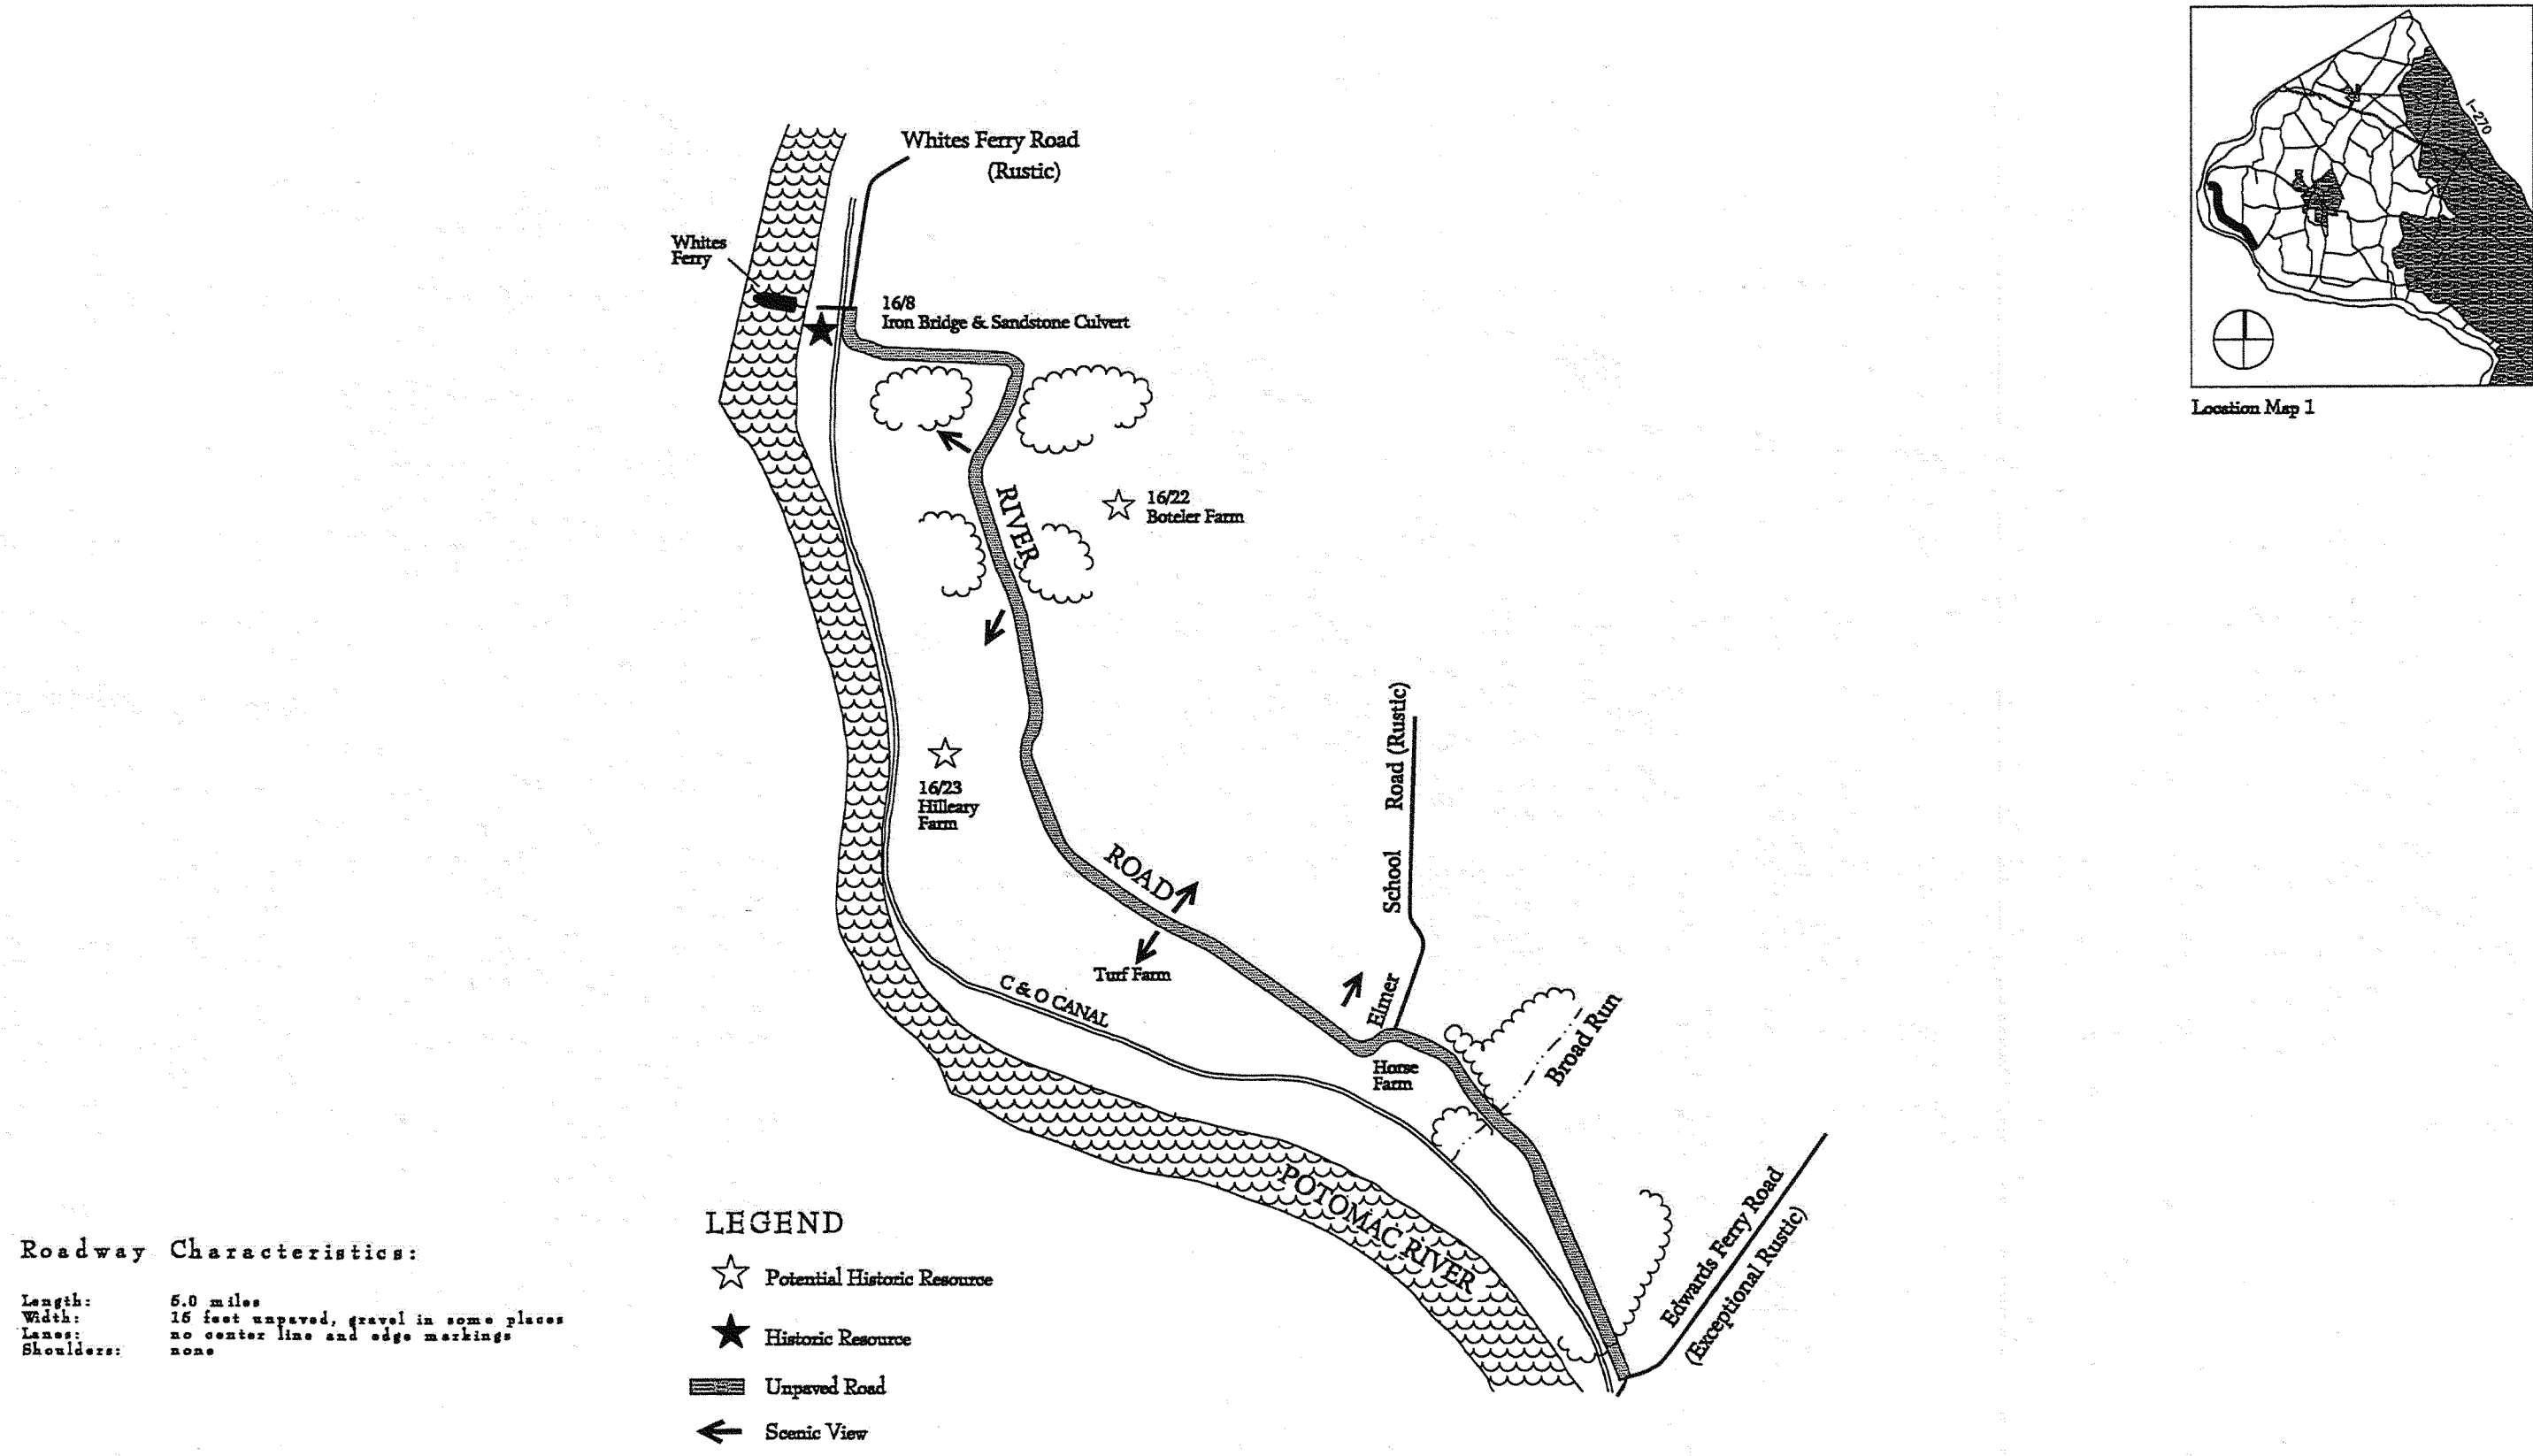 Whites Ferry Road
(Rustic)
I-270
Location Map 1
Whites
Ferry
16/8
Iron Bridge & Sandstone Culvert
RIVER
16/22
Boteler Farm
16/23
Hilleary
Farm
ROAD
Turf Farm
C & O CANAL
Elmer School Road (Rustic)
Horse
Farm
Broad Run
POTOMAC RIVER
Edwards Ferry Road
(Exceptional Rustic)
Roadway Characteristics:
Length: 5.0 miles
Width: 15 feet unpaved, gravel in some places
Lanes: no center line and edge markings
Shoulders: none
LEGEND
Potential Historic Resource
Historic Resource
Unpaved Road
Scenic View